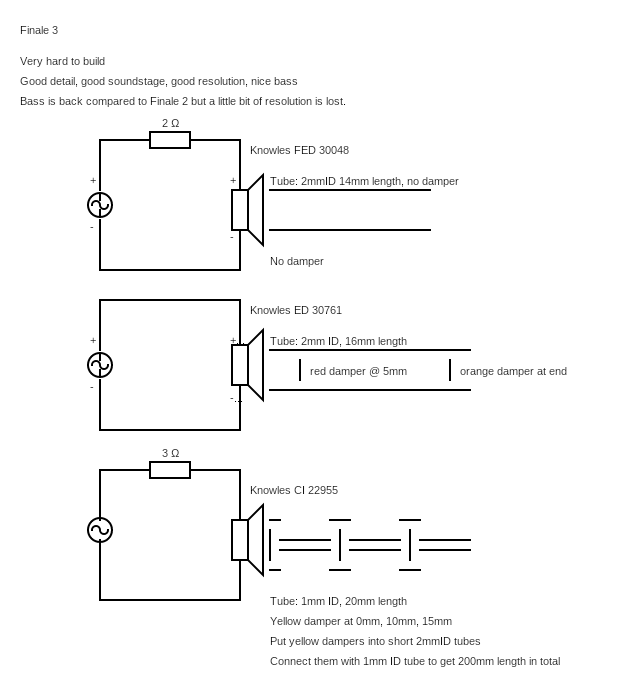 Finale 3
Very hard to build
Good detail, good soundstage, good resolution, nice bass
Bass is back compared to Finale 2 but a little bit of resolution is lost.
2 Ω
Knowles FED 30048
+
+
Tube: 2mmID 14mm length, no damper
-
-
No damper
Knowles ED 30761
+
+
Tube: 2mm ID, 16mm length
red damper @ 5mm
orange damper at end
-
-
3 Ω
Knowles CI 22955
Tube: 1mm ID, 20mm length
Yellow damper at 0mm, 10mm, 15mm
Put yellow dampers into short 2mmID tubes
Connect them with 1mm ID tube to get 200mm length in total